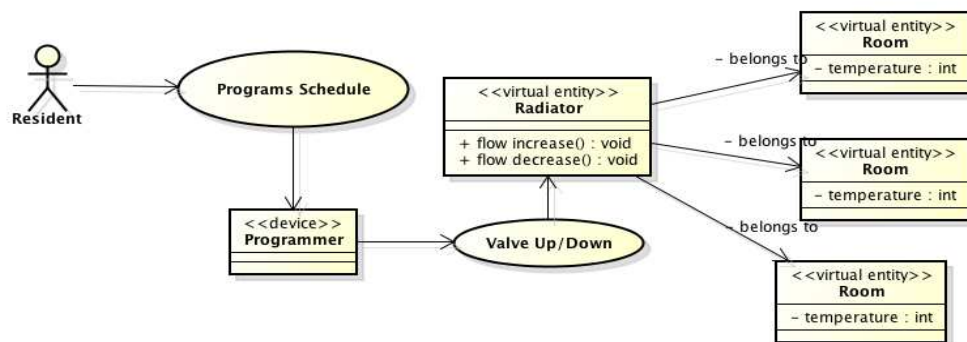 Resident
Programs Schedule
<<device>>
Programmer
Valve Up/Down
<<virtual entity>>
Radiator
+ flow increase() : void
+ flow decrease() : void
- belongs to
<<virtual entity>>
Room
- temperature : int
- belongs to
<<virtual entity>>
Room
- temperature : int
- belongs to
<<virtual entity>>
Room
- temperature : int